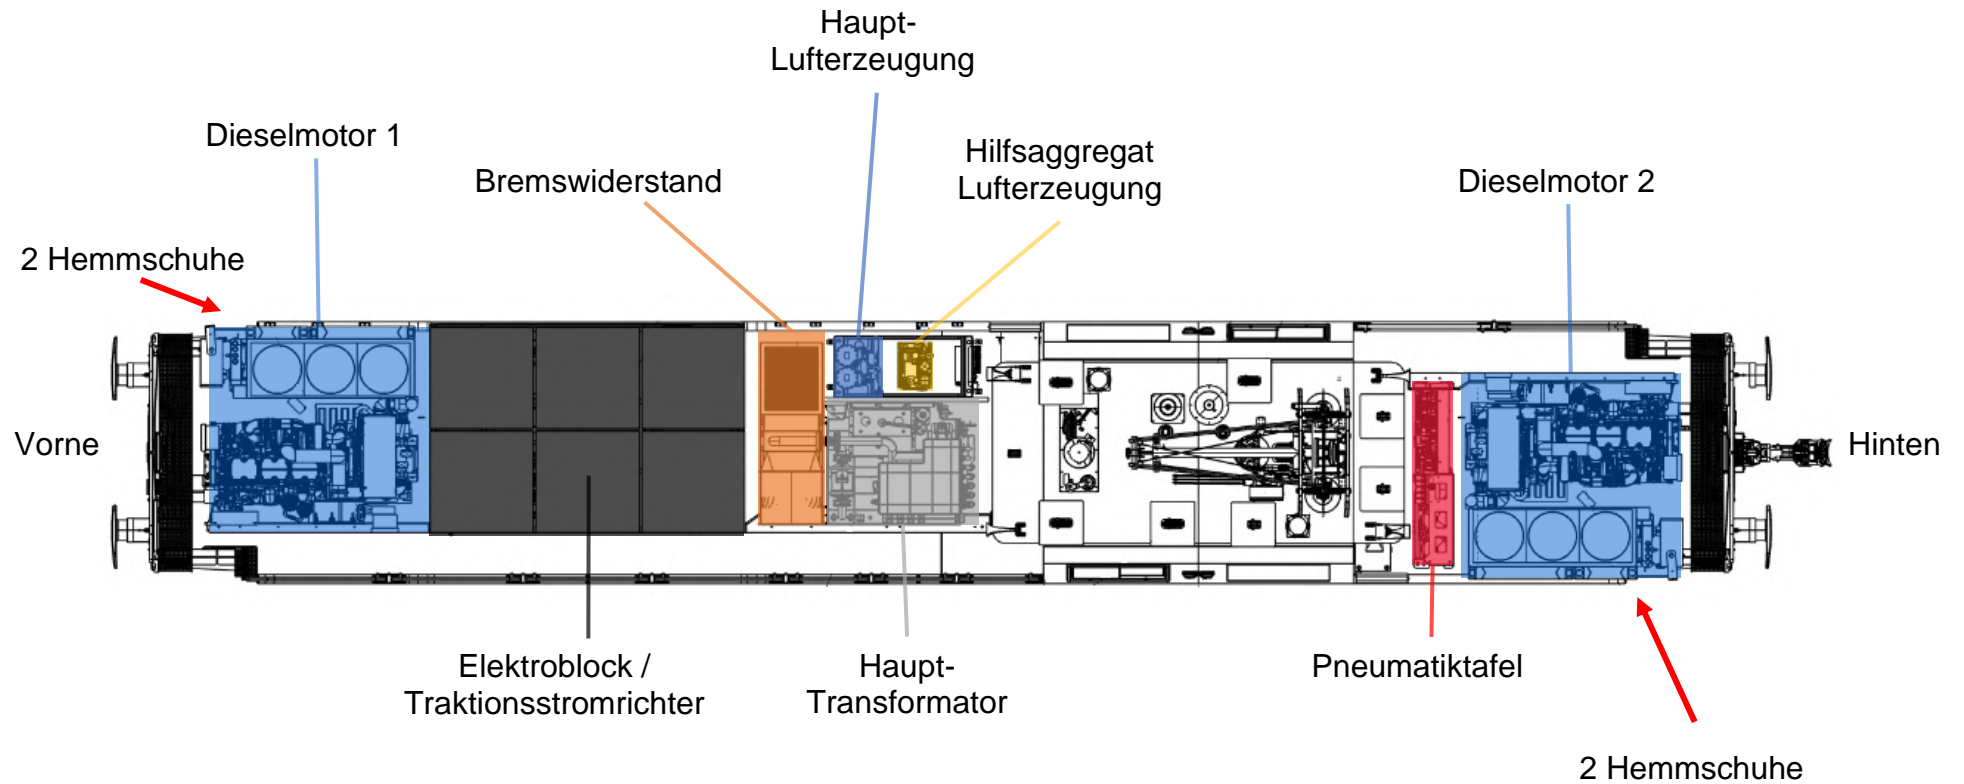 Haupt-
Lufterzeugung
Dieselmotor 1
Hilfsaggregat
Lufterzeugung
Bremswiderstand
Dieselmotor 2
2 Hemmschuhe
Vorne
Hinten
Elektroblock /
Traktionsstromrichter
Haupt-
Transformator
Pneumatiktafel
2 Hemmschuhe